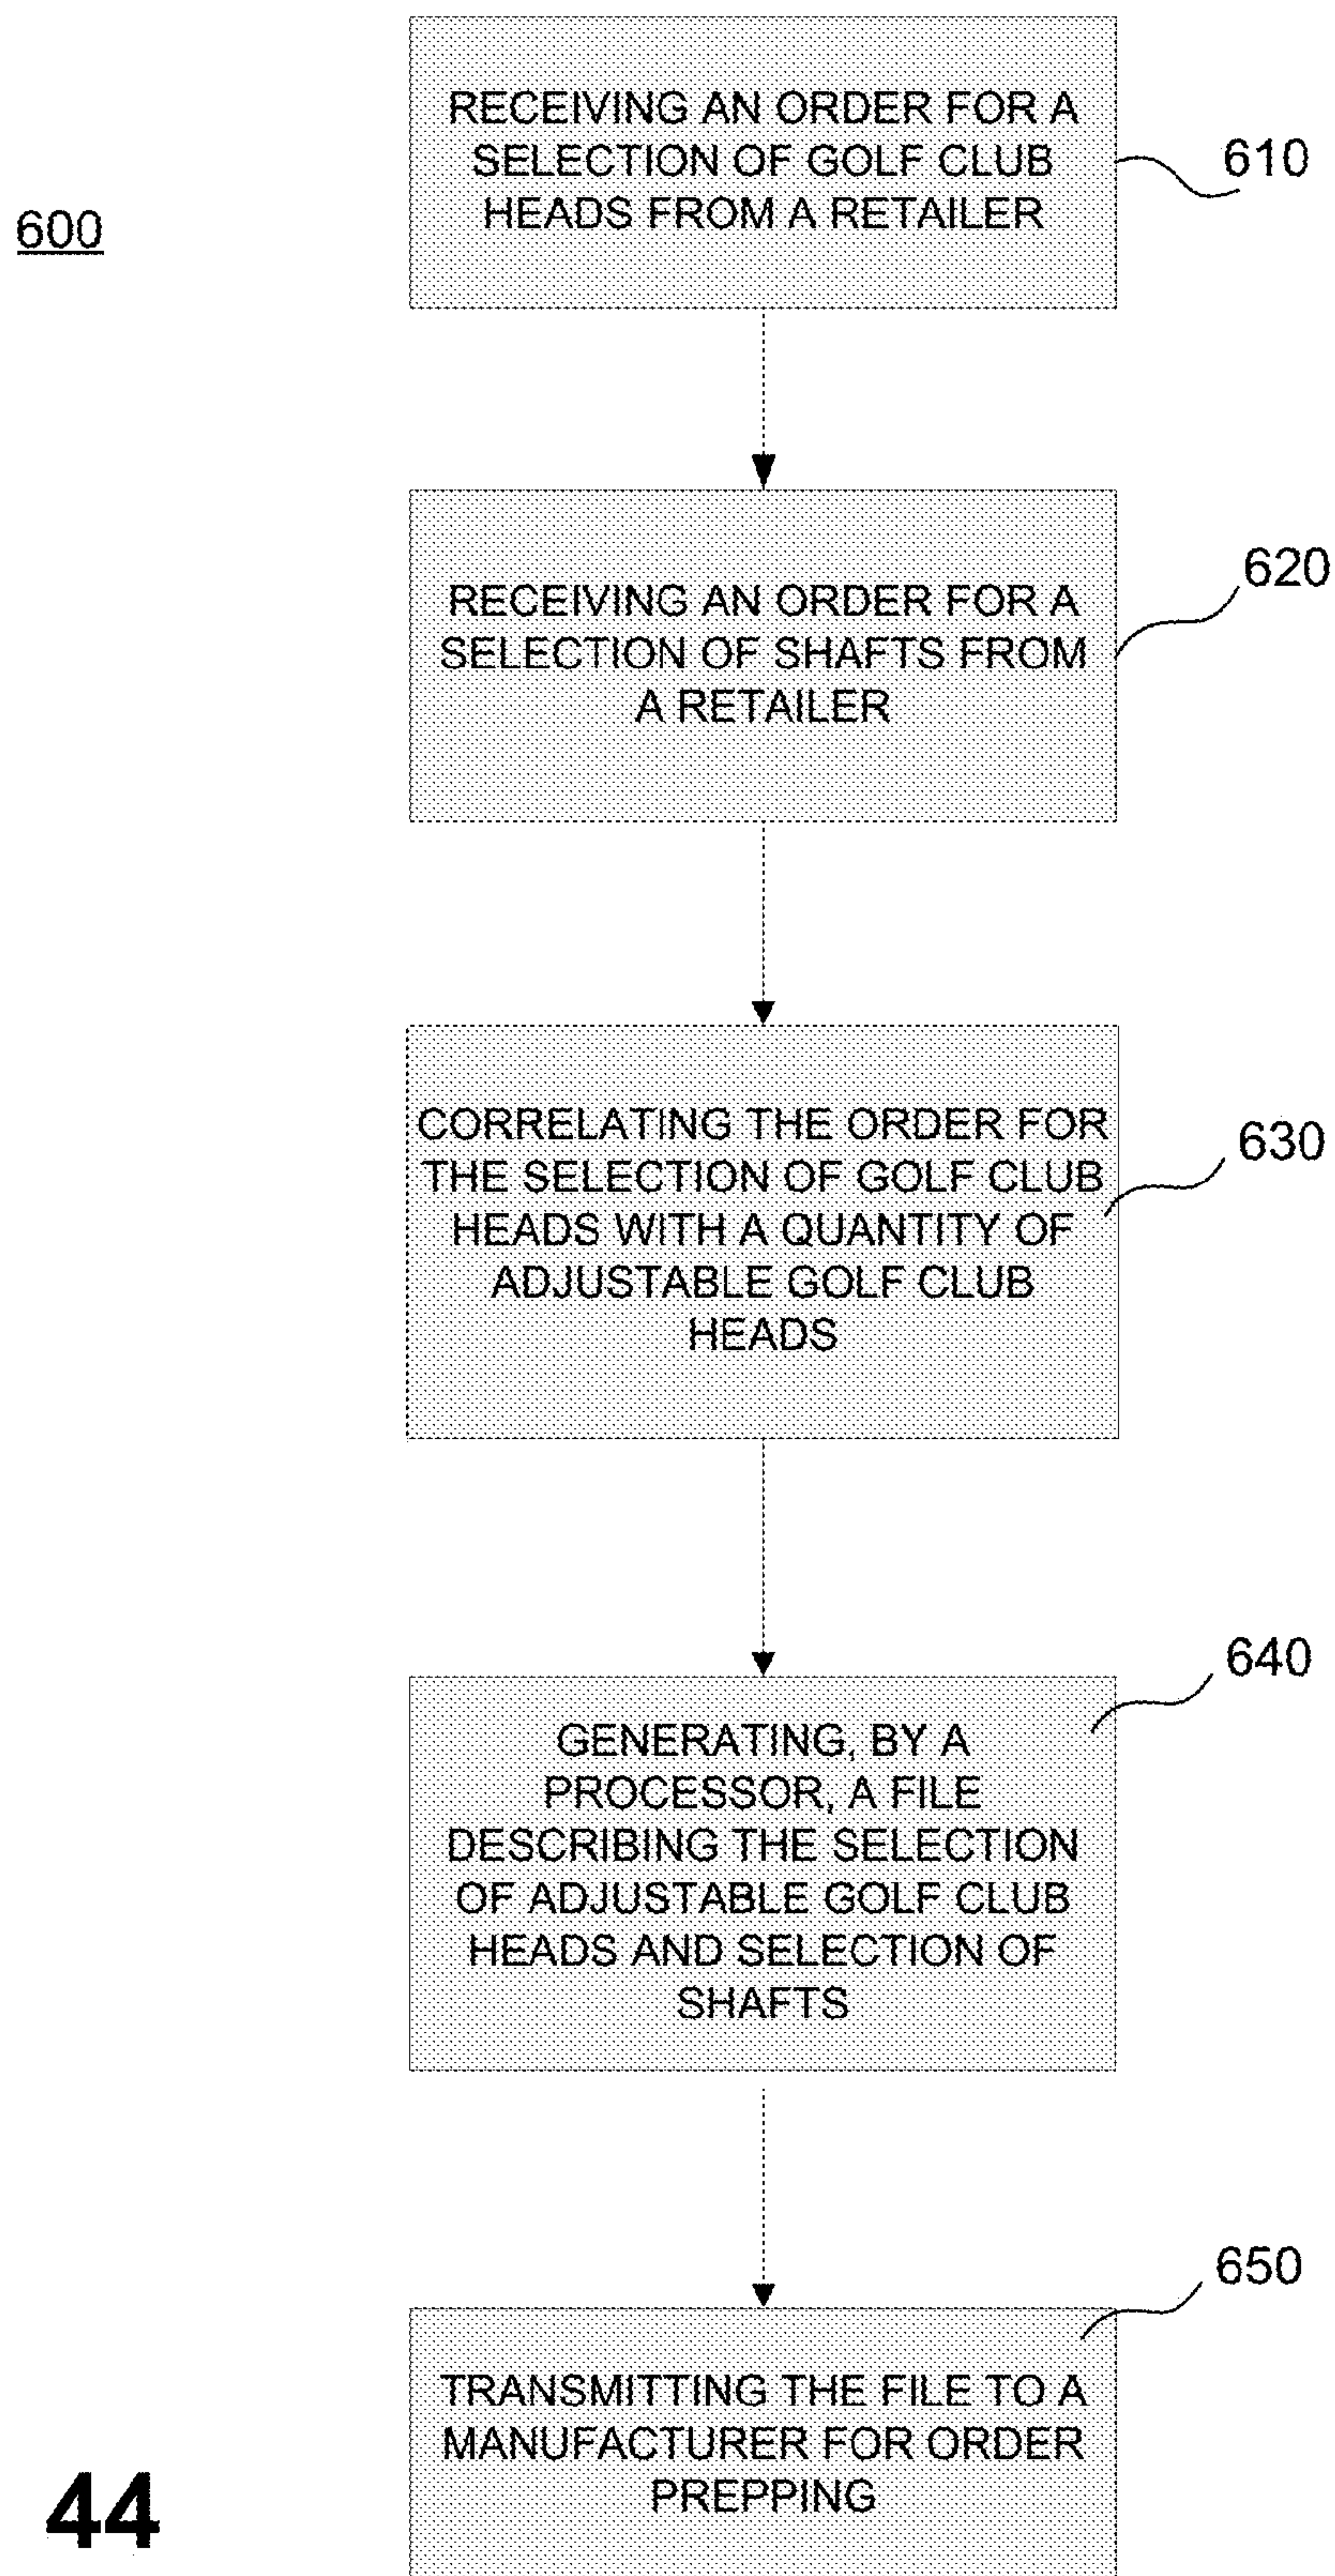 RECEIVING AN ORDER FOR A
SELECTION OF GOLF CLUB
HEADS FROM A RETAILER
610
600
RECEIVING AN ORDER FOR A
SELECTION OF SHAFTS FROM
A RETAILER
620
CORRELATING THE ORDER FOR
THE SELECTION OF GOLF CLUB
HEADS WITH A QUANTITY OF
ADJUSTABLE GOLF CLUB
HEADS
630
GENERATING, BY A
PROCESSOR, A FILE
DESCRIBING THE SELECTION
OF ADJUSTABLE GOLF CLUB
HEADS AND SELECTION OF
SHAFTS
640
TRANSMITTING THE FILE TO A
MANUFACTURER FOR ORDER
PREPPING
650
44